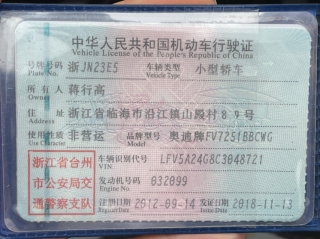 中华人民共和国机动车行驶证
Vehicle License of the People's Republic of China
号牌号码 浙JN23E5 车辆类型 小型轿车
Plate No. Vehicle Type
所有人 蒋行高
Owner
住址 浙江省临海市沿江镇山殿村89号
Address
使用性质 非营运 品牌型号 奥迪牌FV7251BBCWG
Use Character Model
浙江省台州
市公安局交
通警察支队
车辆识别代号 LFV5A24G8C3048721
VIN
发动机号码 032099
Engine No.
注册日期 2012-09-14 发证日期 2018-11-13
Register Date Issue Date